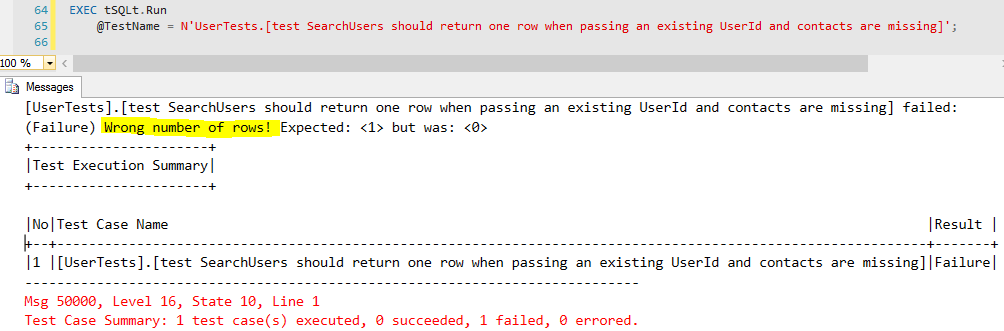 64 EXEC tSQLt.Run
65 @TestName = N'UserTests.[test SearchUsers should return one row when passing an existing UserId and contacts are missing]';
66
100 %
Messages
[UserTests].[test SearchUsers should return one row when passing an existing UserId and contacts are missing] failed:
(Failure) Wrong number of rows! Expected: <1> but was: <0>
+----------------------+
|Test Execution Summary|
+----------------------+
|No|Test Case Name |Result |
+--+------------------------------------------------------------------------------------------------------------+-------+
|1 |[UserTests].[test SearchUsers should return one row when passing an existing UserId and contacts are missing]|Failure|
-----------------------------------------------------------------------------
Msg 50000, Level 16, State 10, Line 1
Test Case Summary: 1 test case(s) executed, 0 succeeded, 1 failed, 0 errored.